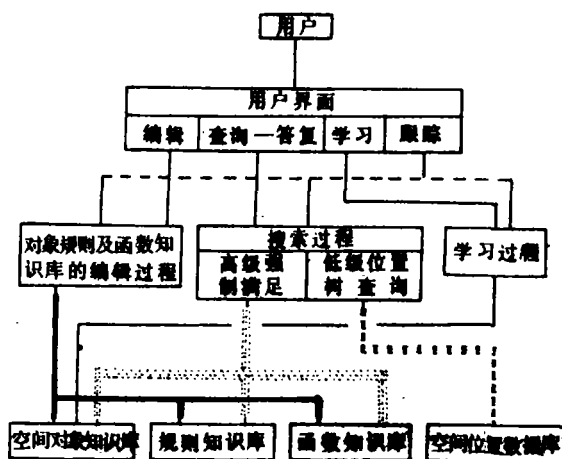 用户
用户界面
编辑 查询—答复 学习 跟踪
对象规则及函数知
识库的编辑过程
搜索过程
高级强
制满足
低级位置
树查询
学习过程
空间对象知识库 规则知识库 函数知识库 空间位置数据库